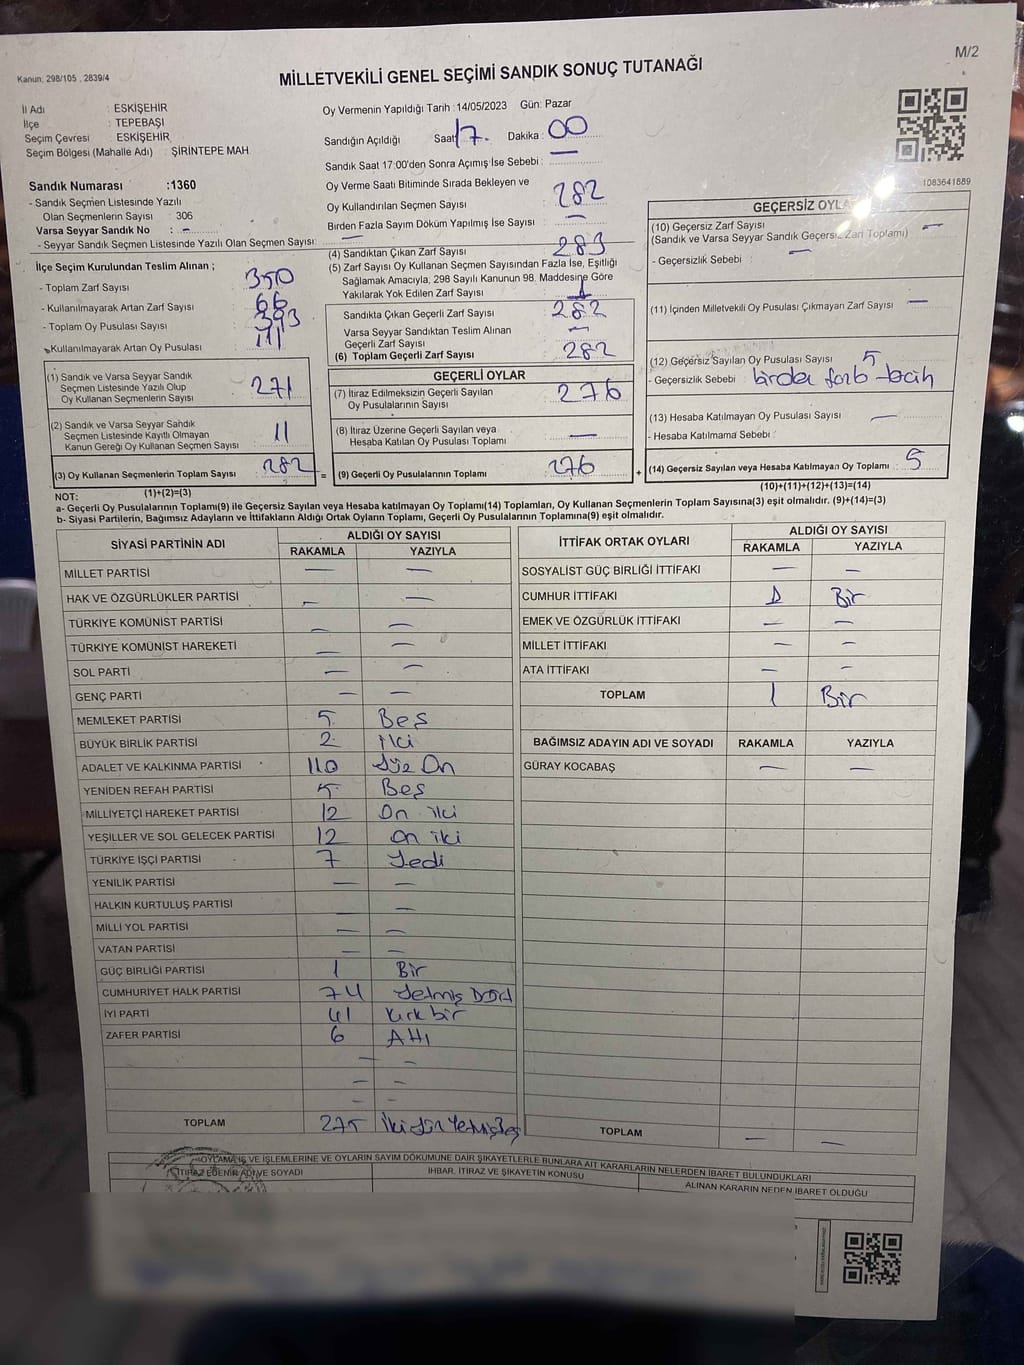 M/2
Kanun: 298/105 , 2839/4
MİLLETVEKİLİ GENEL SEÇİMİ SANDIK SONUÇ TUTANAĞI
İl Adı : ESKİŞEHİR
İlçe : TEPEBAŞI
Seçim Çevresi : ESKİŞEHİR
Seçim Bölgesi (Mahalle Adı) : ŞİRİNTEPE MAH.
Oy Vermenin Yapıldığı Tarih :14/05/2023 Gün: Pazar
Sandığın Açıldığı Saat 17. Dakika : 00
Sandık Saat 17:00'den Sonra Açımış İse Sebebi : —
1083641889
Sandık Numarası :1360
- Sandık Seçmen Listesinde Yazılı
Olan Seçmenlerin Sayısı : 306
Varsa Seyyar Sandık No : —
- Seyyar Sandık Seçmen Listesinde Yazılı Olan Seçmen Sayısı: —
Oy Verme Saati Bitiminde Sırada Bekleyen ve
Oy Kullandırılan Seçmen Sayısı : 282
Birden Fazla Sayım Döküm Yapılmış İse Sayısı : —
İlçe Seçim Kurulundan Teslim Alınan ;
- Toplam Zarf Sayısı : 350
- Kullanılmayarak Artan Zarf Sayısı : 66
- Toplam Oy Pusulası Sayısı : 393
- Kullanılmayarak Artan Oy Pusulası : 111
(4) Sandıktan Çıkan Zarf Sayısı : 283
(5) Zarf Sayısı Oy Kullanan Seçmen Sayısından Fazla İse, Eşitliği
Sağlamak Amacıyla, 298 Sayılı Kanunun 98. Maddesine Göre
Yakılarak Yok Edilen Zarf Sayısı : 1
Sandıkta Çıkan Geçerli Zarf Sayısı : 282
Varsa Seyyar Sandıktan Teslim Alınan
Geçerli Zarf Sayısı : —
(6) Toplam Geçerli Zarf Sayısı : 282
(1) Sandık ve Varsa Seyyar Sandık
Seçmen Listesinde Yazılı Olup
Oy Kullanan Seçmenlerin Sayısı : 271
(2) Sandık ve Varsa Seyyar Sandık
Seçmen Listesinde Kayıtlı Olmayan
Kanun Gereği Oy Kullanan Seçmen Sayısı : 11
(3) Oy Kullanan Seçmenlerin Toplam Sayısı : 282
(1)+(2)=(3)
GEÇERLİ OYLAR
(7) İtiraz Edilmeksizin Geçerli Sayılan
Oy Pusulalarının Sayısı : 276
(8) İtiraz Üzerine Geçerli Sayılan veya
Hesaba Katılan Oy Pusulası Toplamı : —
= (9) Geçerli Oy Pusulalarının Toplamı : 276 +
GEÇERSİZ OYLAR
(10) Geçersiz Zarf Sayısı : —
(Sandık ve Varsa Seyyar Sandık Geçersiz Zarf Toplamı)
- Geçersizlik Sebebi : —
(11) İçinden Milletvekili Oy Pusulası Çıkmayan Zarf Sayısı : —
(12) Geçersiz Sayılan Oy Pusulası Sayısı : 5
- Geçersizlik Sebebi : birden fazla tercih
(13) Hesaba Katılmayan Oy Pusulası Sayısı : —
- Hesaba Katılmama Sebebi :
(14) Geçersiz Sayılan veya Hesaba Katılmayan Oy Toplamı : 5
(10)+(11)+(12)+(13)=(14)
NOT:
a- Geçerli Oy Pusulalarının Toplamı(9) ile Geçersiz Sayılan veya Hesaba Katılmayan Oy Toplamı(14) Toplamları, Oy Kullanan Seçmenlerin Toplam Sayısına(3) eşit olmalıdır. (9)+(14)=(3)
b- Siyasi Partilerin, Bağımsız Adayların ve İttifakların Aldığı Ortak Oyların Toplamı, Geçerli Oy Pusulalarının Toplamına(9) eşit olmalıdır.
SİYASİ PARTİNİN ADI ALDIĞI OY SAYISI
RAKAMLA YAZIYLA
MİLLET PARTİSİ — —
HAK VE ÖZGÜRLÜKLER PARTİSİ — —
TÜRKİYE KOMÜNİST PARTİSİ — —
TÜRKİYE KOMÜNİST HAREKETİ — —
SOL PARTİ — —
GENÇ PARTİ — —
MEMLEKET PARTİSİ 5 Beş
BÜYÜK BİRLİK PARTİSİ 2 iki
ADALET VE KALKINMA PARTİSİ 110 Yüz On
YENİDEN REFAH PARTİSİ 5 Beş
MİLLİYETÇİ HAREKET PARTİSİ 12 On iki
YEŞİLLER VE SOL GELECEK PARTİSİ 12 on iki
TÜRKİYE İŞÇİ PARTİSİ 7 Yedi
YENİLİK PARTİSİ — —
HALKIN KURTULUŞ PARTİSİ — —
MİLLİ YOL PARTİSİ — —
VATAN PARTİSİ — —
GÜÇ BİRLİĞİ PARTİSİ 1 Bir
CUMHURİYET HALK PARTİSİ 74 Yetmiş Dört
İYİ PARTİ 41 Kırk bir
ZAFER PARTİSİ 6 Altı
— —
— —
— —
TOPLAM 275 İki Yüz Yetmiş Beş
İTTİFAK ORTAK OYLARI ALDIĞI OY SAYISI
RAKAMLA YAZIYLA
SOSYALİST GÜÇ BİRLİĞİ İTTİFAKI — —
CUMHUR İTTİFAKI 1 Bir
EMEK VE ÖZGÜRLÜK İTTİFAKI — —
MİLLET İTTİFAKI — —
ATA İTTİFAKI — —
TOPLAM 1 Bir
BAĞIMSIZ ADAYIN ADI VE SOYADI RAKAMLA YAZIYLA
GÜRAY KOCABAŞ — —
TOPLAM — —
OYLAMA İŞ VE İŞLEMLERİNE VE OYLARIN SAYIM DÖKÜMÜNE DAİR ŞİKAYETLERLE BUNLARA AİT KARARLARIN NELERDEN İBARET BULUNDUKLARI
İTİRAZ EDENİN ADI VE SOYADI İHBAR, İTİRAZ VE ŞİKAYETİN KONUSU ALINAN KARARIN NEDEN İBARET OLDUĞU